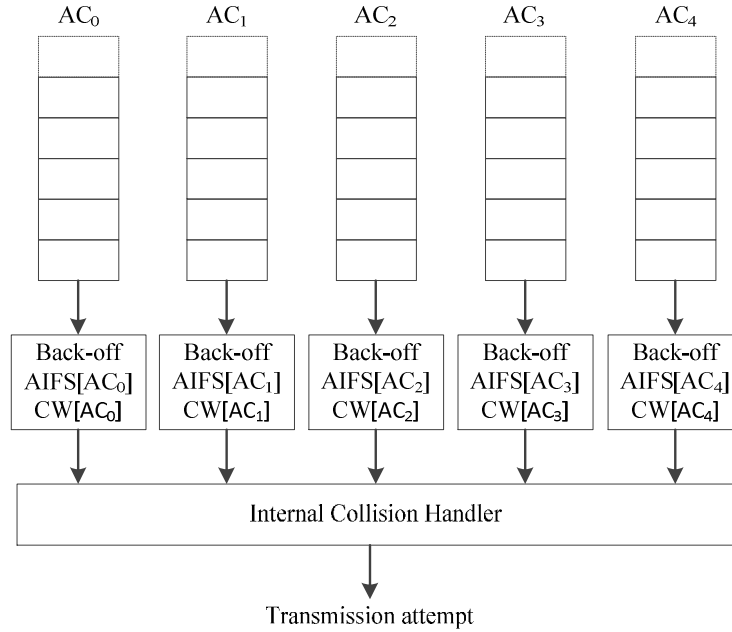 AC₀ AC₁ AC₂ AC₃ AC₄
Back-off Back-off Back-off Back-off Back-off
AIFS[AC₀] AIFS[AC₁] AIFS[AC₂] AIFS[AC₃] AIFS[AC₄]
CW[AC₀] CW[AC₁] CW[AC₂] CW[AC₃] CW[AC₄]
Internal Collision Handler
Transmission attempt